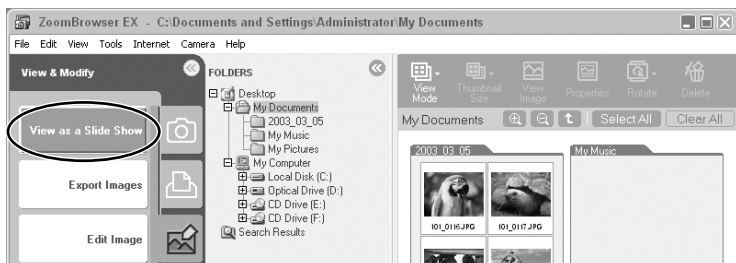 ZoomBrowser EX - C:\Documents and Settings\Administrator\My Documents
File Edit View Tools Internet Camera Help
View & Modify
View as a Slide Show
Export Images
Edit Image
FOLDERS
Desktop
My Documents
2003_03_05
My Music
My Pictures
My Computer
Local Disk (C:)
Optical Drive (D:)
CD Drive (E:)
CD Drive (F:)
Search Results
View Mode
Thumbnail Size
View Image
Properties
Rotate
Delete
My Documents
Select All
Clear All
2003_03_05
My Music
101_0116.JPG
101_0117.JPG